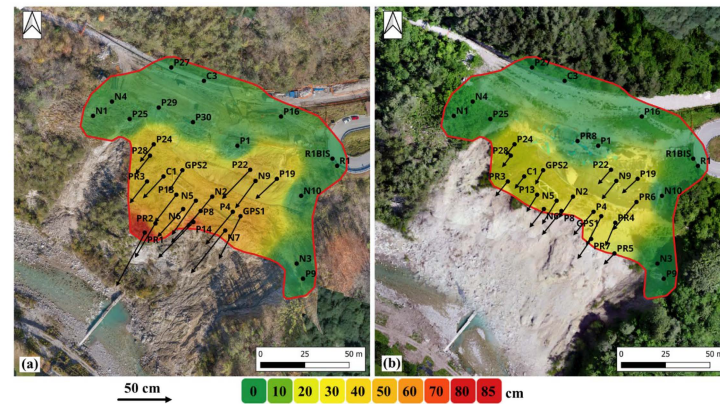 P27
C3
N4
N1
P29
P25
P30
P16
P24
P28
P1
R1BIS
R1
PR3
C1
GPS2
P22
N9
P19
P13
N5
N2
N10
PR2
N6
P8
P4
GPS1
PR1
P14
N7
N3
P9
(a)
0 25 50 m
P27
C3
N4
N1
P25
P16
PR8
P1
P24
P28
R1BIS
R1
PR3
C1
GPS2
P22
N9
P19
P13
N5
N2
PR6
N10
N6
P8
P4
GPS1
PR4
PR7
PR5
N3
P9
(b)
0 25 50 m
50 cm
0 10 20 30 40 50 60 70 80 85 cm